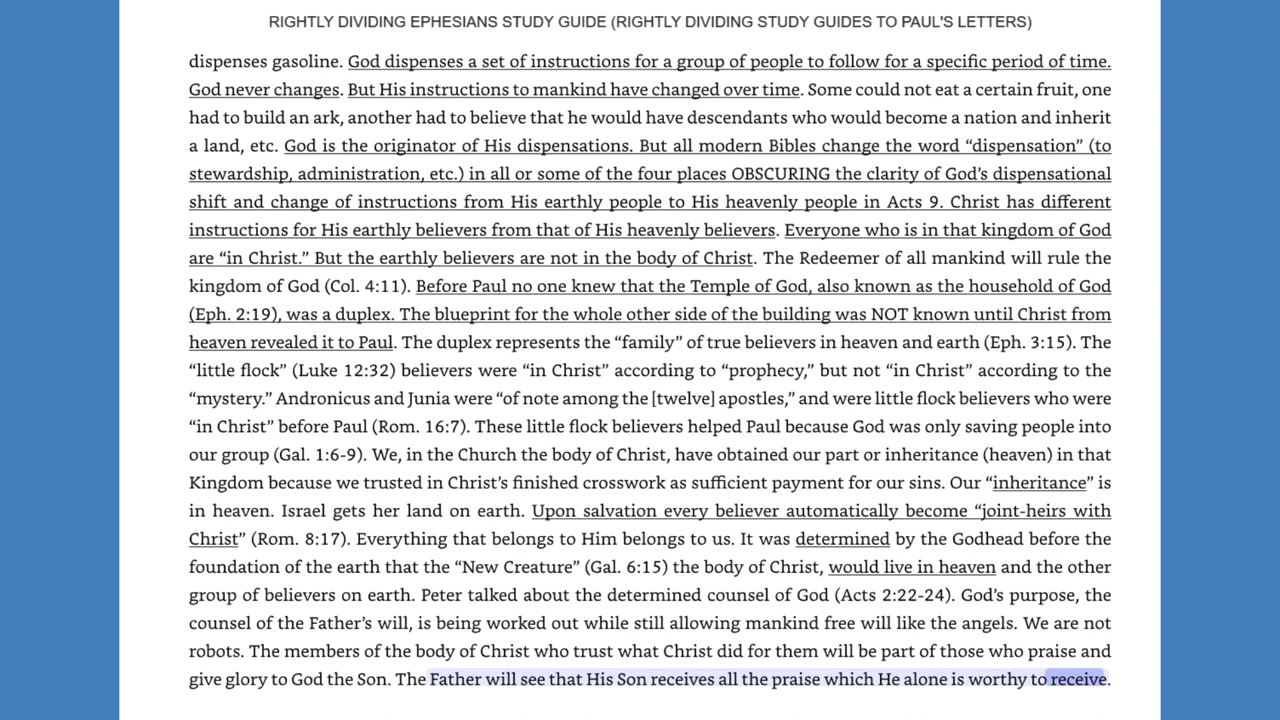 RIGHTLY DIVIDING EPHESIANS STUDY GUIDE (RIGHTLY DIVIDING STUDY GUIDES TO PAUL'S LETTERS)
dispenses gasoline. God dispenses a set of instructions for a group of people to follow for a specific period of time.
God never changes. But His instructions to mankind have changed over time. Some could not eat a certain fruit, one
had to build an ark, another had to believe that he would have descendants who would become a nation and inherit
a land, etc. God is the originator of His dispensations. But all modern Bibles change the word “dispensation” (to
stewardship, administration, etc.) in all or some of the four places OBSCURING the clarity of God’s dispensational
shift and change of instructions from His earthly people to His heavenly people in Acts 9. Christ has different
instructions for His earthly believers from that of His heavenly believers. Everyone who is in that kingdom of God
are “in Christ.” But the earthly believers are not in the body of Christ. The Redeemer of all mankind will rule the
kingdom of God (Col. 4:11). Before Paul no one knew that the Temple of God, also known as the household of God
(Eph. 2:19), was a duplex. The blueprint for the whole other side of the building was NOT known until Christ from
heaven revealed it to Paul. The duplex represents the “family” of true believers in heaven and earth (Eph. 3:15). The
“little flock” (Luke 12:32) believers were “in Christ” according to “prophecy,” but not “in Christ” according to the
“mystery.” Andronicus and Junia were “of note among the [twelve] apostles,” and were little flock believers who were
“in Christ” before Paul (Rom. 16:7). These little flock believers helped Paul because God was only saving people into
our group (Gal. 1:6-9). We, in the Church the body of Christ, have obtained our part or inheritance (heaven) in that
Kingdom because we trusted in Christ’s finished crosswork as sufficient payment for our sins. Our “inheritance” is
in heaven. Israel gets her land on earth. Upon salvation every believer automatically become “joint-heirs with
Christ” (Rom. 8:17). Everything that belongs to Him belongs to us. It was determined by the Godhead before the
foundation of the earth that the “New Creature” (Gal. 6:15) the body of Christ, would live in heaven and the other
group of believers on earth. Peter talked about the determined counsel of God (Acts 2:22-24). God’s purpose, the
counsel of the Father’s will, is being worked out while still allowing mankind free will like the angels. We are not
robots. The members of the body of Christ who trust what Christ did for them will be part of those who praise and
give glory to God the Son. The Father will see that His Son receives all the praise which He alone is worthy to receive.